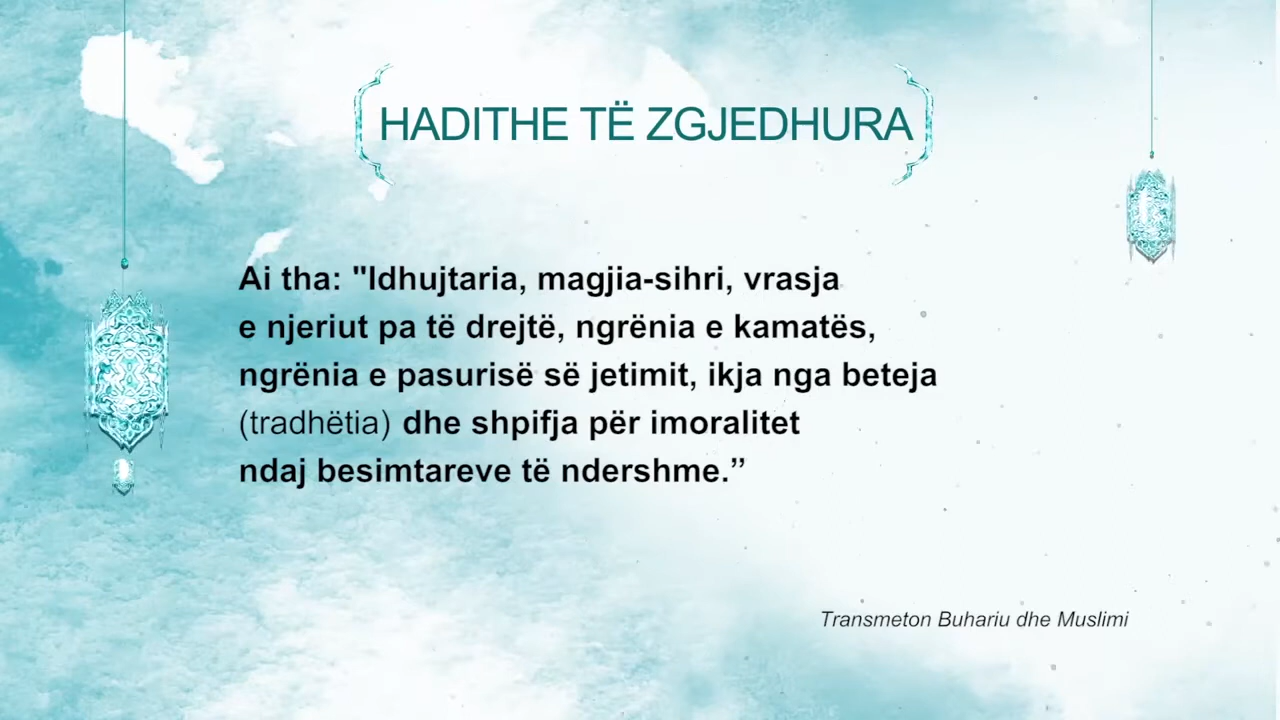 HADITHE TË ZGJEDHURA
Ai tha: "Idhujtaria, magjia-sihri, vrasja
e njeriut pa të drejtë, ngrënia e kamatës,
ngrënia e pasurisë së jetimit, ikja nga beteja
(tradhëtia) dhe shpifja për imoralitet
ndaj besimtareve të ndershme.”
Transmeton Buhariu dhe Muslimi